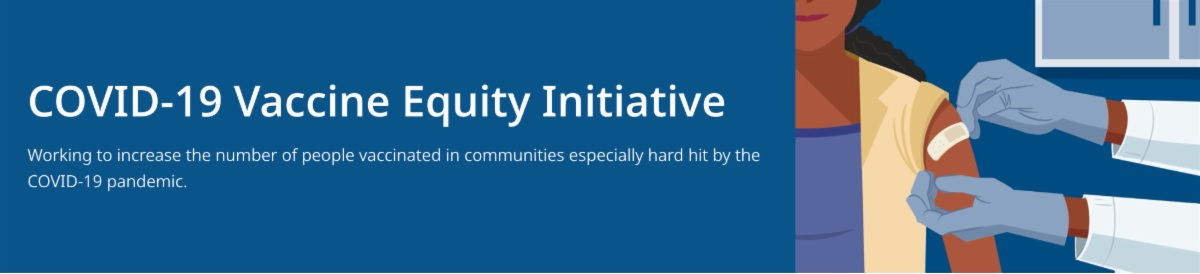 COVID-19 Vaccine Equity Initiative
Working to increase the number of people vaccinated in communities especially hard hit by the
COVID-19 pandemic.